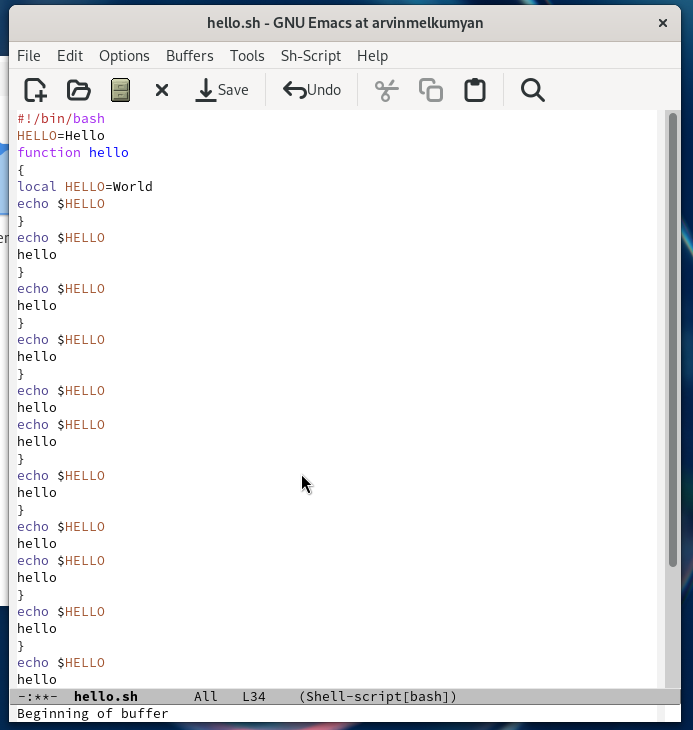 hello.sh - GNU Emacs at arvinmelkumyan
File Edit Options Buffers Tools Sh-Script Help
Save Undo
#!/bin/bash
HELLO=Hello
function hello
{
local HELLO=World
echo $HELLO
}
echo $HELLO
hello
}
echo $HELLO
hello
}
echo $HELLO
hello
}
echo $HELLO
hello
echo $HELLO
hello
}
echo $HELLO
hello
}
echo $HELLO
hello
echo $HELLO
hello
}
echo $HELLO
hello
}
echo $HELLO
hello
-:**- hello.sh All L34 (Shell-script[bash])
Beginning of buffer